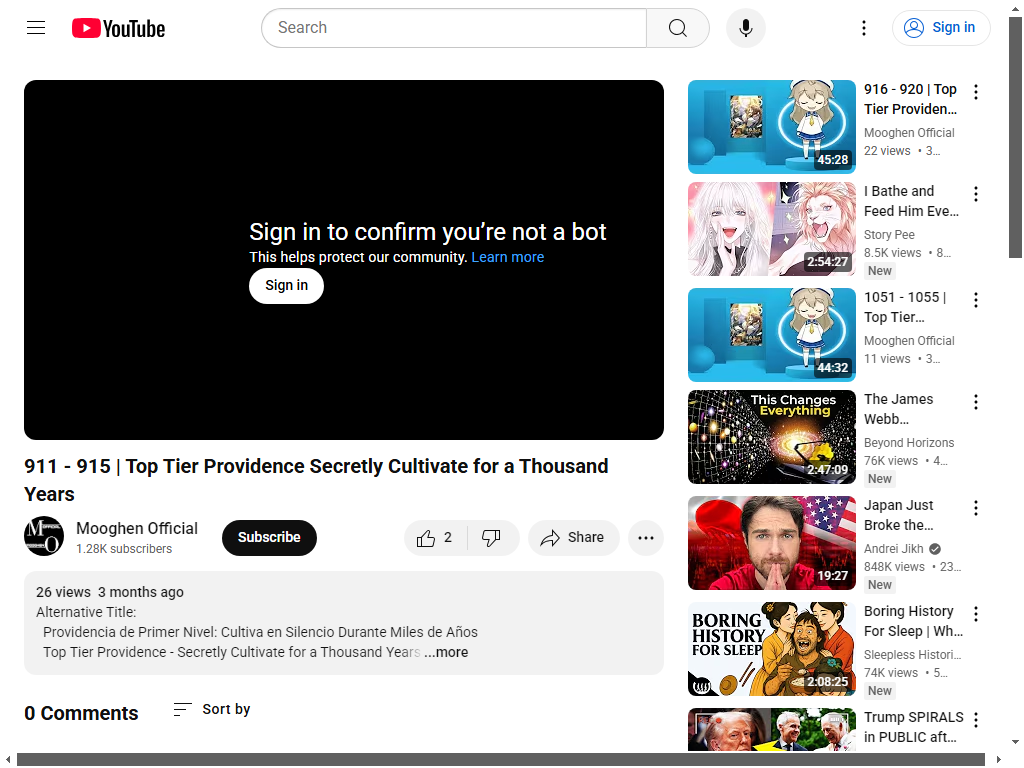 YouTube
Search
Sign in
Sign in to confirm you’re not a bot
This helps protect our community. Learn more
Sign in
911 - 915 | Top Tier Providence Secretly Cultivate for a Thousand
Years
Mooghen Official
1.28K subscribers
Subscribe
2
Share
26 views 3 months ago
Alternative Title:
Providencia de Primer Nivel: Cultiva en Silencio Durante Miles de Años
Top Tier Providence - Secretly Cultivate for a Thousand Years ...more
0 Comments
Sort by
45:28
916 - 920 | Top
Tier Providen...
Mooghen Official
22 views • 3...
2:54:27
I Bathe and
Feed Him Eve...
Story Pee
8.5K views • 8...
New
44:32
1051 - 1055 |
Top Tier...
Mooghen Official
11 views • 3...
This Changes
Everything
2:47:09
The James
Webb...
Beyond Horizons
76K views • 4...
New
19:27
Japan Just
Broke the...
Andrei Jikh
848K views • 23...
New
BORING
HISTORY
FOR SLEEP
2:08:25
Boring History
For Sleep | Wh...
Sleepless Histori...
74K views • 5...
New
Trump SPIRALS
in PUBLIC aft...